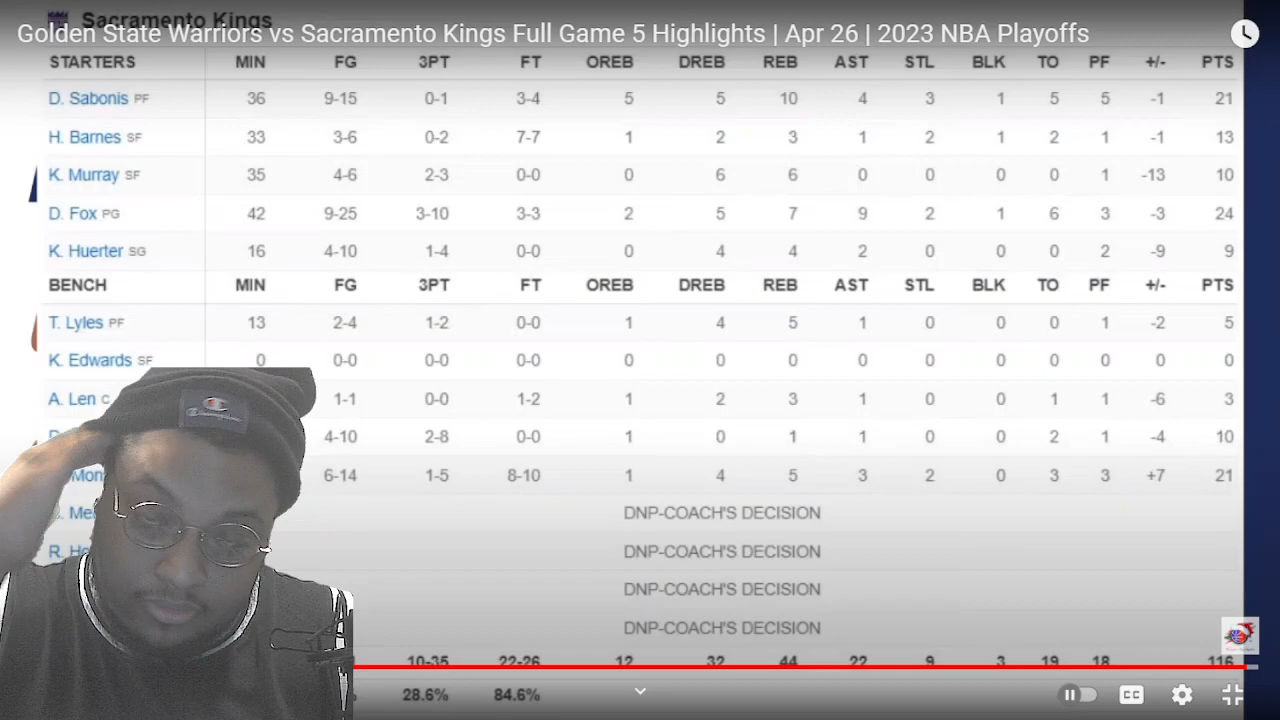 Sacramento Kings
Golden State Warriors vs Sacramento Kings Full Game 5 Highlights | Apr 26 | 2023 NBA Playoffs
STARTERS MIN FG 3PT FT OREB DREB REB AST STL BLK TO PF +/- PTS
D. Sabonis PF 36 9-15 0-1 3-4 5 5 10 4 3 1 5 5 -1 21
H. Barnes SF 33 3-6 0-2 7-7 1 2 3 1 2 1 2 1 -1 13
K. Murray SF 35 4-6 2-3 0-0 0 6 6 0 0 0 0 1 -13 10
D. Fox PG 42 9-25 3-10 3-3 2 5 7 9 2 1 6 3 -3 24
K. Huerter SG 16 4-10 1-4 0-0 0 4 4 2 0 0 0 2 -9 9
BENCH MIN FG 3PT FT OREB DREB REB AST STL BLK TO PF +/- PTS
T. Lyles PF 13 2-4 1-2 0-0 1 4 5 1 0 0 0 1 -2 5
K. Edwards SF 0 0-0 0-0 0-0 0 0 0 0 0 0 0 0 0 0
A. Len C 1-1 0-0 1-2 1 2 3 1 0 0 1 1 -6 3
4-10 2-8 0-0 1 0 1 1 0 0 2 1 -4 10
6-14 1-5 8-10 1 4 5 3 2 0 3 3 +7 21
DNP-COACH'S DECISION
R. DNP-COACH'S DECISION
DNP-COACH'S DECISION
DNP-COACH'S DECISION
10-35 22-26 12 32 44 22 9 3 19 18 116
28.6% 84.6%
Champion
CC